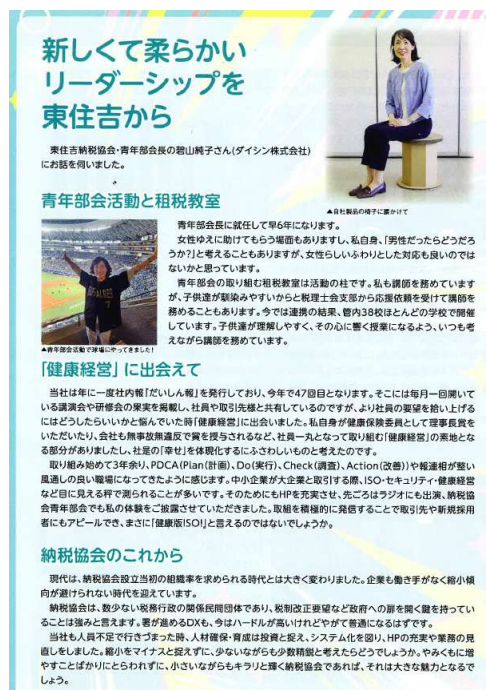 新しくて柔らかい
リーダーシップを
東住吉から
東住吉納税協会・青年部会長の碧山純子さん(ダイシン株式会社)
にお話を伺いました。
▲自社製品の椅子に腰かけて
青年部会活動と租税教室
青年部会長に就任して早6年になります。
女性ゆえに助けてもらう場面もありますし、私自身、「男性だったらどうだろ
うか?」と考えることもありますが、女性らしいふわりとした対応も良いのでは
ないかと思っています。
青年部会の取り組む租税教室は活動の柱です。私も講師を務めています
が、子供達が馴染みやすいからと税理士会支部から応援依頼を受けて講師を
務めることもあります。今では連携の結果、管内38校ほとんどの学校で開催
しています。子供達が理解しやすく、その心に響く授業になるよう、いつも考
えながら講師を務めています。
▲青年部会活動で球場にやってきました!
「健康経営」に出会えて
当社は年に一度社内報「だいしん報」を発行しており、今年で47回目となります。そこには毎月一回開いて
いる講演会や研修会の果実を掲載し、社員や取引先様と共有しているのですが、より社員の要望を拾い上げる
にはどうしたらいいかと悩んでいた時「健康経営」に出会いました。私自身が健康保険委員として理事長賞を
いただいたり、会社も無事故無違反で賞を授与されるなど、社員一丸となって取り組む「健康経営」の素地とな
る部分がありましたし、社是の「幸せ」を体現化するにふさわしいものと考えたのです。
取り組み始めて3年余り、PDCA(Plan(計画)、Do(実行)、Check(調査)、Action(改善))や報連相が整い
風通しの良い職場になってきたように感じます。中小企業が大企業と取引する際、ISO・セキュリティ・健康経営
など目に見える秤で測られることが多いです。そのためにもHPを充実させ、先ごろはラジオにも出演、納税協
会青年部会でも私の体験をご披露させていただきました。取組を積極的に発信することで取引先や新規採用
者にもアピールでき、まさに「健康版ISO!」と言えるのではないでしょうか。
納税協会のこれから
現代は、納税協会設立当初の組織率を求められる時代とは大きく変わりました。企業も働き手がなく縮小傾
向が避けられない時代を迎えています。
納税協会は、数少ない税務行政の関係民間団体であり、税制改正要望など政府への扉を開く鍵を持ってい
ることは強みと言えます。署が進めるDXも、今はハードルが高いけれどやがて普通になるはずです。
当社も人員不足で行きづまった時、人材確保・育成は投資と捉え、システム化を図り、HPの充実や業務の見
直しをしました。縮小をマイナスと捉えずに、少ないながらも少数精鋭と考えたらどうでしょうか。やみくもに増
やすことばかりにとらわれずに、小さいながらもキラリと輝く納税協会であれば、それは大きな魅力となるで
しょう。